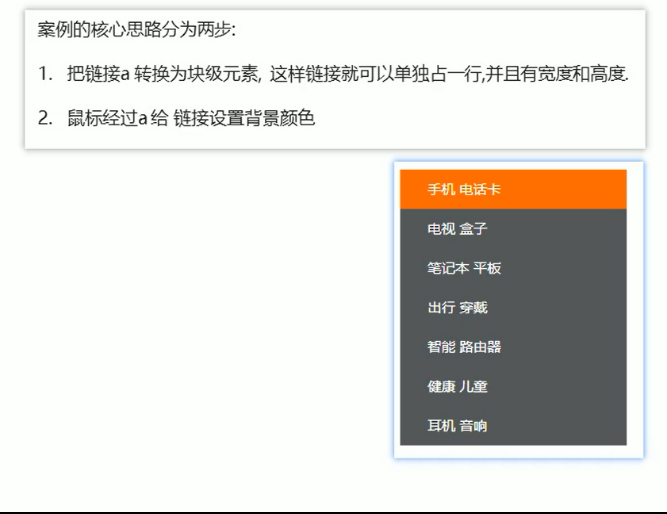 案例的核心思路分为两步:
1. 把链接a 转换为块级元素, 这样链接就可以单独占一行,并且有宽度和高度.
2. 鼠标经过a 给 链接设置背景颜色
手机 电话卡
电视 盒子
笔记本 平板
出行 穿戴
智能 路由器
健康 儿童
耳机 音响